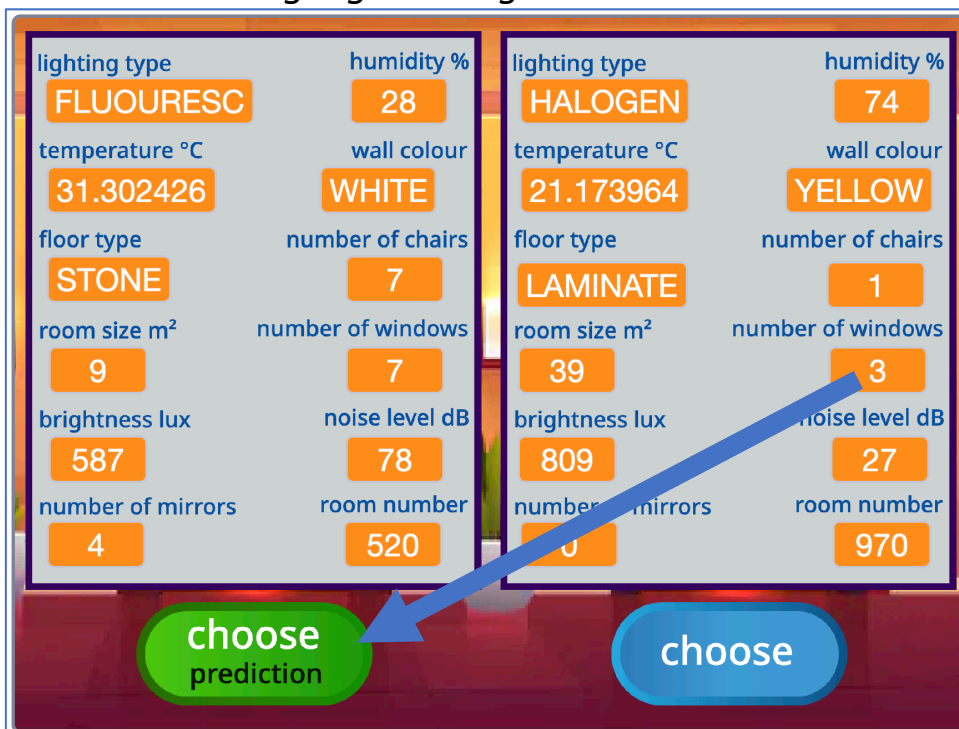 lighting type humidity %
FLUOURESC 28
temperature °C wall colour
31.302426 WHITE
floor type number of chairs
STONE 7
room size m² number of windows
9 7
brightness lux noise level dB
587 78
number of mirrors room number
4 520
choose
prediction
lighting type humidity %
HALOGEN 74
temperature °C wall colour
21.173964 YELLOW
floor type number of chairs
LAMINATE 1
room size m² number of windows
39 3
brightness lux noise level dB
809 27
number mirrors room number
0 970
choose